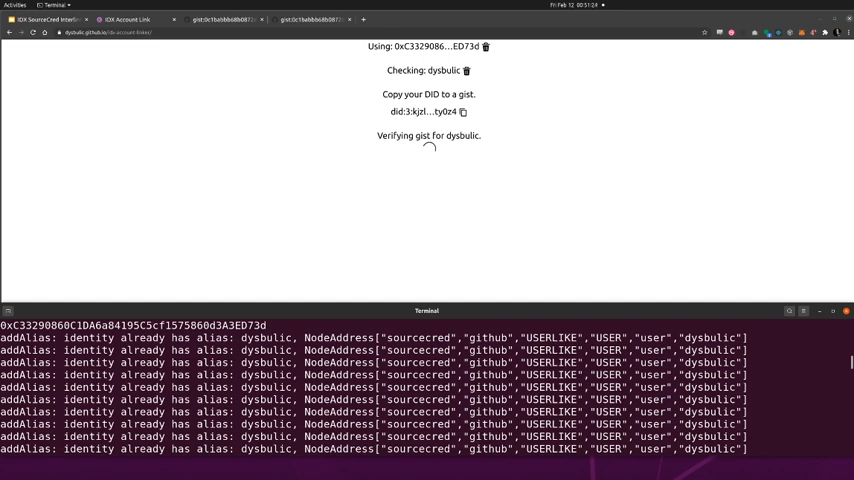 Activities
Terminal
Fri Feb 12 00:51:24
IDX SourceCred Interlin
IDX Account Link
gist:0c1babbb68b0872
gist:0c1babbb68b0872
dysbulic.github.io/idx-account-linker/
Using: 0xC3329086…ED73d
Checking: dysbulic
Copy your DID to a gist.
did:3:kjzl…ty0z4
Verifying gist for dysbulic.
Terminal
0xC33290860C1DA6a84195C5cf1575860d3A3ED73d
addAlias: identity already has alias: dysbulic, NodeAddress["sourcecred","github","USERLIKE","USER","user","dysbulic"]
addAlias: identity already has alias: dysbulic, NodeAddress["sourcecred","github","USERLIKE","USER","user","dysbulic"]
addAlias: identity already has alias: dysbulic, NodeAddress["sourcecred","github","USERLIKE","USER","user","dysbulic"]
addAlias: identity already has alias: dysbulic, NodeAddress["sourcecred","github","USERLIKE","USER","user","dysbulic"]
addAlias: identity already has alias: dysbulic, NodeAddress["sourcecred","github","USERLIKE","USER","user","dysbulic"]
addAlias: identity already has alias: dysbulic, NodeAddress["sourcecred","github","USERLIKE","USER","user","dysbulic"]
addAlias: identity already has alias: dysbulic, NodeAddress["sourcecred","github","USERLIKE","USER","user","dysbulic"]
addAlias: identity already has alias: dysbulic, NodeAddress["sourcecred","github","USERLIKE","USER","user","dysbulic"]
addAlias: identity already has alias: dysbulic, NodeAddress["sourcecred","github","USERLIKE","USER","user","dysbulic"]
addAlias: identity already has alias: dysbulic, NodeAddress["sourcecred","github","USERLIKE","USER","user","dysbulic"]